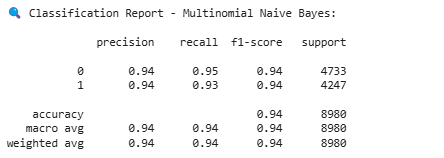 🔍 Classification Report - Multinomial Naive Bayes:
precision recall f1-score support
0 0.94 0.95 0.94 4733
1 0.94 0.93 0.94 4247
accuracy 0.94 8980
macro avg 0.94 0.94 0.94 8980
weighted avg 0.94 0.94 0.94 8980